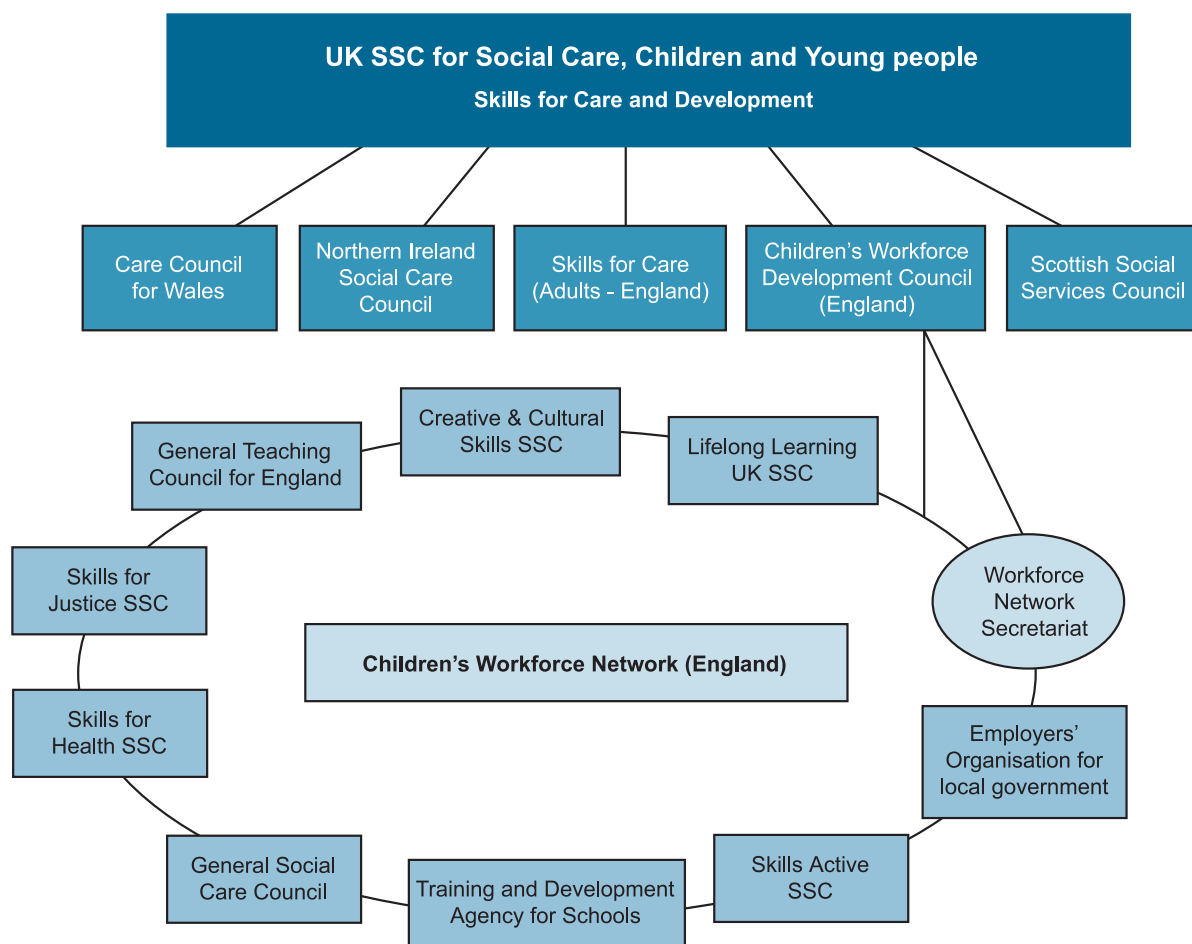 UK SSC for Social Care, Children and Young people
Skills for Care and Development
Care Council
for Wales
Northern Ireland
Social Care
Council
Skills for Care
(Adults - England)
Children’s Workforce
Development Council
(England)
Scottish Social
Services Council
Creative & Cultural
Skills SSC
General Teaching
Council for England
Lifelong Learning
UK SSC
Skills for
Justice SSC
Workforce
Network
Secretariat
Children’s Workforce Network (England)
Skills for
Health SSC
Employers’
Organisation for
local government
General Social
Care Council
Training and Development
Agency for Schools
Skills Active
SSC